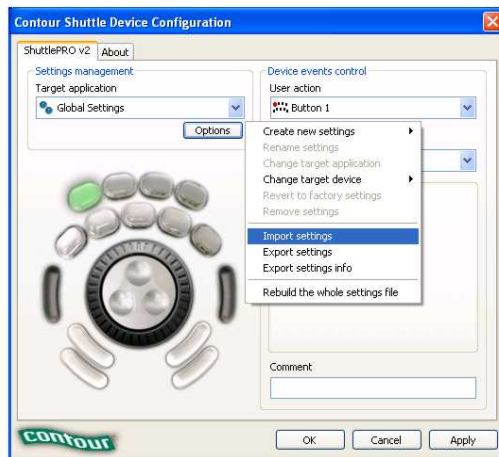 Contour Shuttle Device Configuration
ShuttlePRO v2
About
Settings management
Target application
Global Settings
Options
Device events control
User action
Button 1
Create new settings
Rename settings
Change target application
Change target device
Revert to factory settings
Remove settings
Import settings
Export settings
Export settings info
Rebuild the whole settings file
Comment
contour
OK
Cancel
Apply